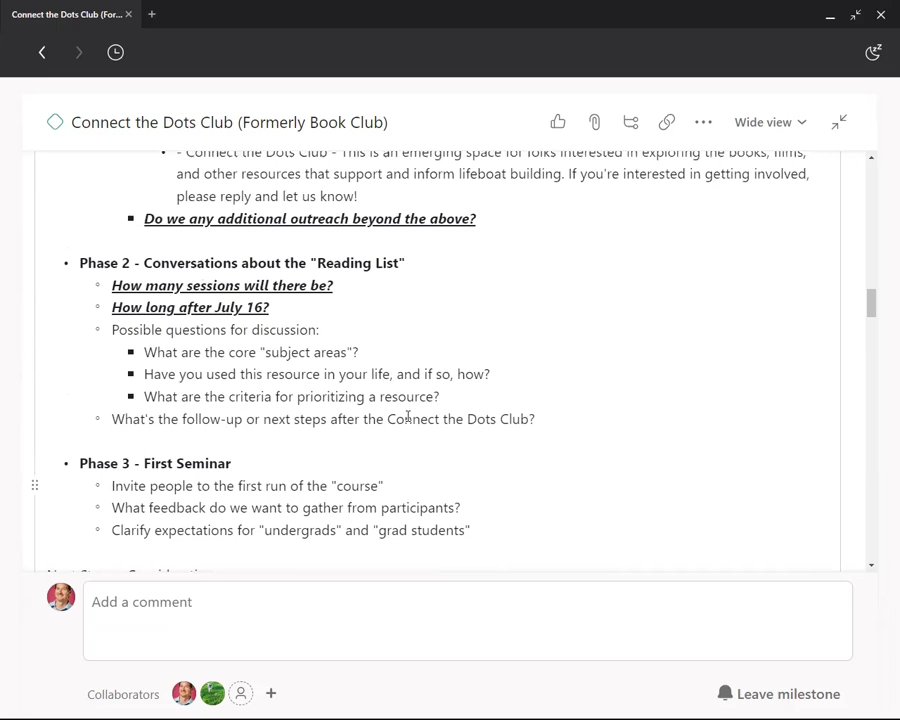 Connect the Dots Club (For...
Connect the Dots Club (Formerly Book Club)
Wide view
- Connect the Dots Club - This is an emerging space for folks interested in exploring the books, films,
and other resources that support and inform lifeboat building. If you're interested in getting involved,
please reply and let us know!
Do we any additional outreach beyond the above?
Phase 2 - Conversations about the "Reading List"
How many sessions will there be?
How long after July 16?
Possible questions for discussion:
What are the core "subject areas"?
Have you used this resource in your life, and if so, how?
What are the criteria for prioritizing a resource?
What's the follow-up or next steps after the Connect the Dots Club?
Phase 3 - First Seminar
Invite people to the first run of the "course"
What feedback do we want to gather from participants?
Clarify expectations for "undergrads" and "grad students"
Add a comment
Collaborators
Leave milestone